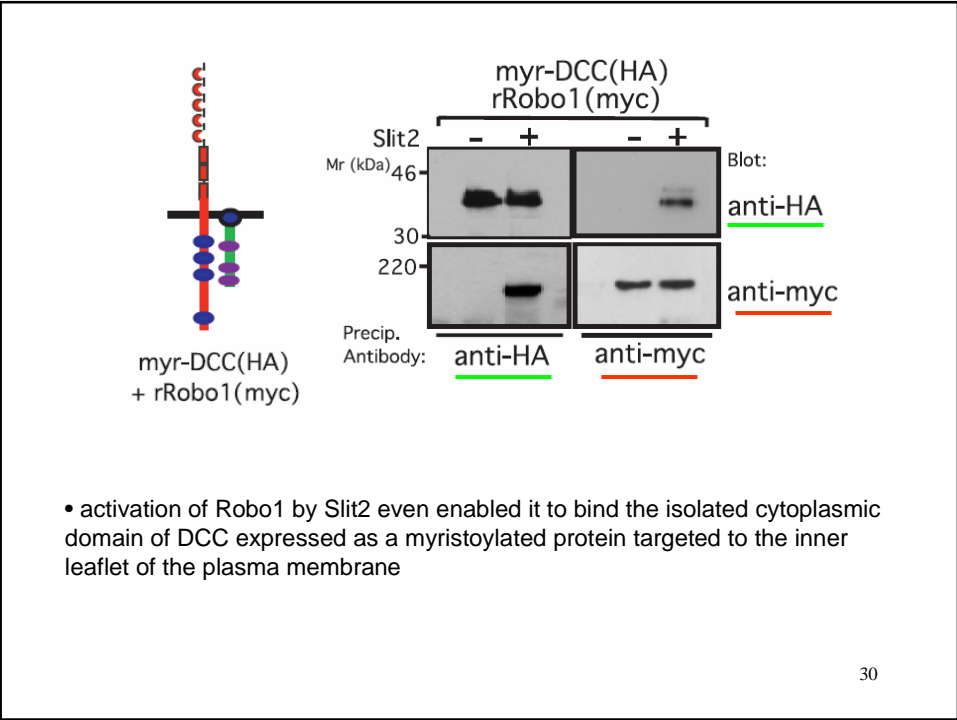 myr-DCC(HA)
rRobo1(myc)
Slit2 - + - +
Mr (kDa)
46
30
220
Blot:
anti-HA
anti-myc
Precip.
Antibody: anti-HA anti-myc
myr-DCC(HA)
+ rRobo1(myc)
• activation of Robo1 by Slit2 even enabled it to bind the isolated cytoplasmic
domain of DCC expressed as a myristoylated protein targeted to the inner
leaflet of the plasma membrane
30